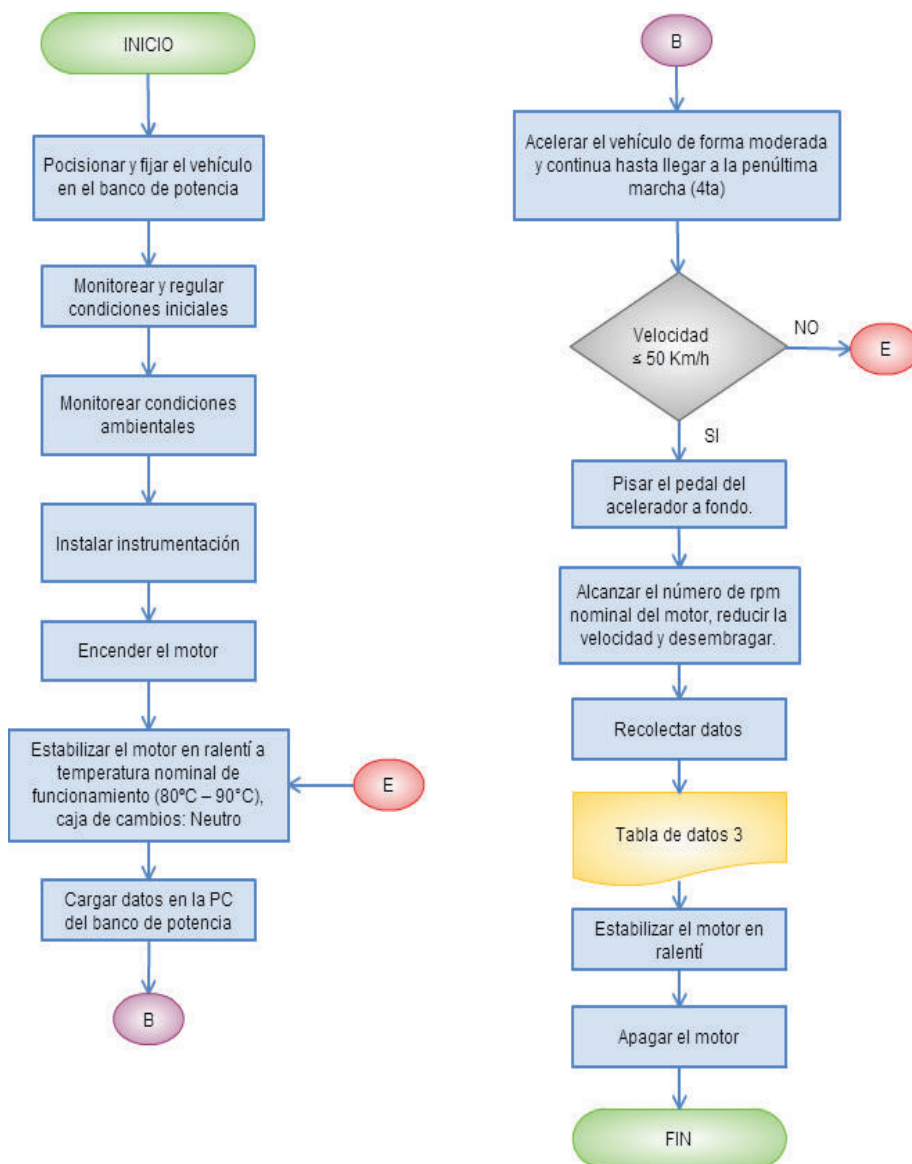 INICIO
Pocisionar y fijar el vehículo
en el banco de potencia
Monitorear y regular
condiciones iniciales
Monitorear condiciones
ambientales
Instalar instrumentación
Encender el motor
Estabilizar el motor en ralentí a
temperatura nominal de
funcionamiento (80ºC – 90°C),
caja de cambios: Neutro
E
Cargar datos en la PC
del banco de potencia
B
B
Acelerar el vehículo de forma moderada
y continua hasta llegar a la penúltima
marcha (4ta)
Velocidad
≤ 50 Km/h
NO
E
SI
Pisar el pedal del
acelerador a fondo.
Alcanzar el número de rpm
nominal del motor, reducir la
velocidad y desembragar.
Recolectar datos
Tabla de datos 3
Estabilizar el motor en
ralentí
Apagar el motor
FIN